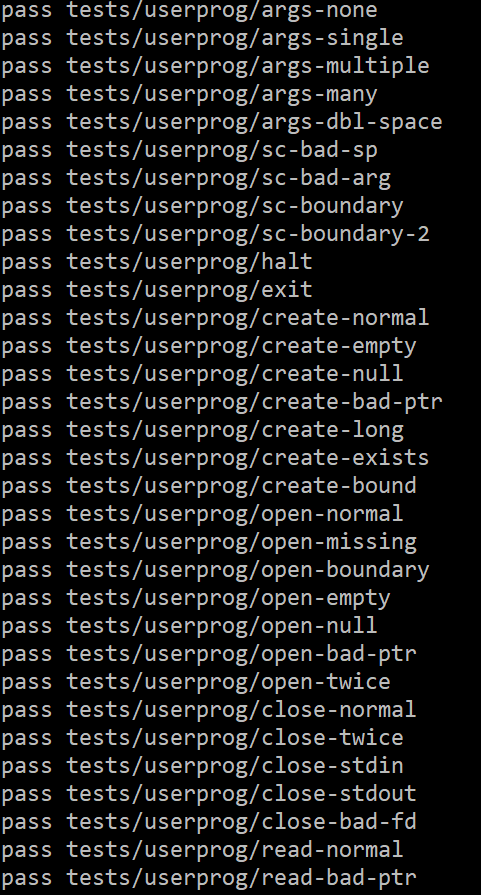 pass tests/userprog/args-none
pass tests/userprog/args-single
pass tests/userprog/args-multiple
pass tests/userprog/args-many
pass tests/userprog/args-dbl-space
pass tests/userprog/sc-bad-sp
pass tests/userprog/sc-bad-arg
pass tests/userprog/sc-boundary
pass tests/userprog/sc-boundary-2
pass tests/userprog/halt
pass tests/userprog/exit
pass tests/userprog/create-normal
pass tests/userprog/create-empty
pass tests/userprog/create-null
pass tests/userprog/create-bad-ptr
pass tests/userprog/create-long
pass tests/userprog/create-exists
pass tests/userprog/create-bound
pass tests/userprog/open-normal
pass tests/userprog/open-missing
pass tests/userprog/open-boundary
pass tests/userprog/open-empty
pass tests/userprog/open-null
pass tests/userprog/open-bad-ptr
pass tests/userprog/open-twice
pass tests/userprog/close-normal
pass tests/userprog/close-twice
pass tests/userprog/close-stdin
pass tests/userprog/close-stdout
pass tests/userprog/close-bad-fd
pass tests/userprog/read-normal
pass tests/userprog/read-bad-ptr